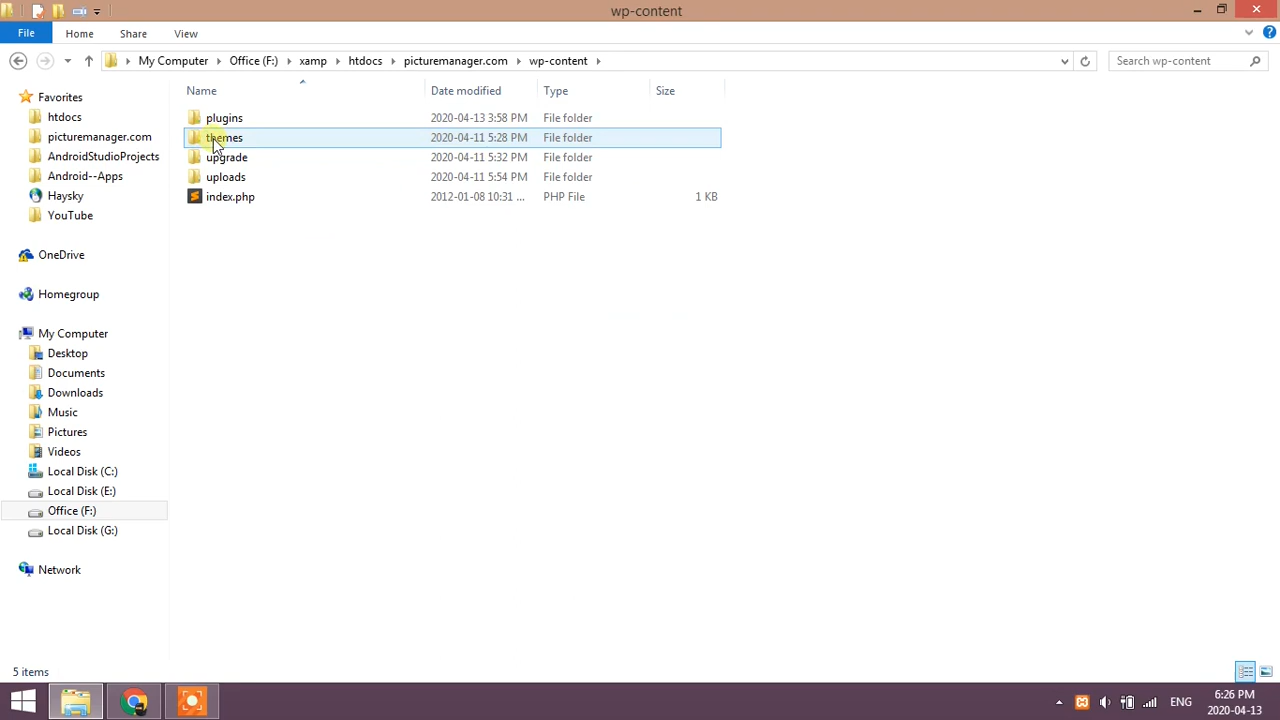 wp-content
File Home Share View
My Computer Office (F:) xamp htdocs picturemanager.com wp-content Search wp-content
Name Date modified Type Size
Favorites
htdocs
picturemanager.com
AndroidStudioProjects
Android--Apps
Haysky
YouTube
OneDrive
Homegroup
My Computer
Desktop
Documents
Downloads
Music
Pictures
Videos
Local Disk (C:)
Local Disk (E:)
Office (F:)
Local Disk (G:)
Network
plugins 2020-04-13 3:58 PM File folder
themes 2020-04-11 5:28 PM File folder
upgrade 2020-04-11 5:32 PM File folder
uploads 2020-04-11 5:54 PM File folder
index.php 2012-01-08 10:31 ... PHP File 1 KB
5 items
ENG
6:26 PM
2020-04-13